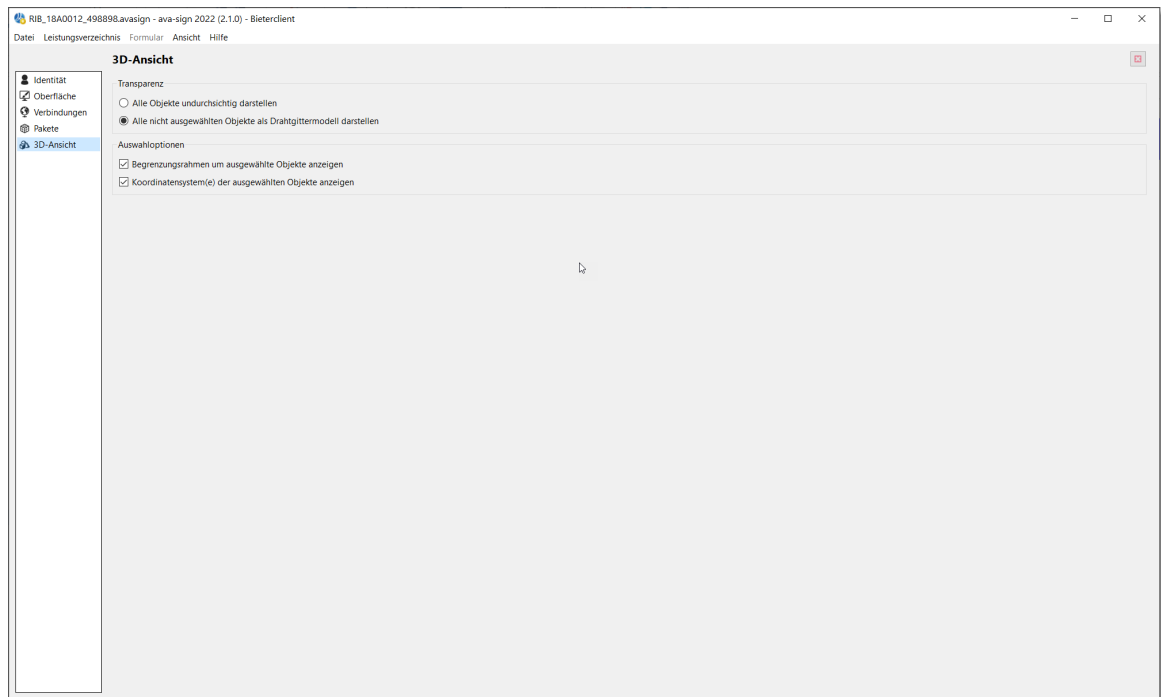 RIB_18A0012_498898.avasign - ava-sign 2022 (2.1.0) - Bieterclient
Datei Leistungsverzeichnis Formular Ansicht Hilfe
3D-Ansicht
Identität
Oberfläche
Verbindungen
Pakete
3D-Ansicht
Transparenz
Alle Objekte undurchsichtig darstellen
Alle nicht ausgewählten Objekte als Drahtgittermodell darstellen
Auswahloptionen
Begrenzungsrahmen um ausgewählte Objekte anzeigen
Koordinatensystem(e) der ausgewählten Objekte anzeigen